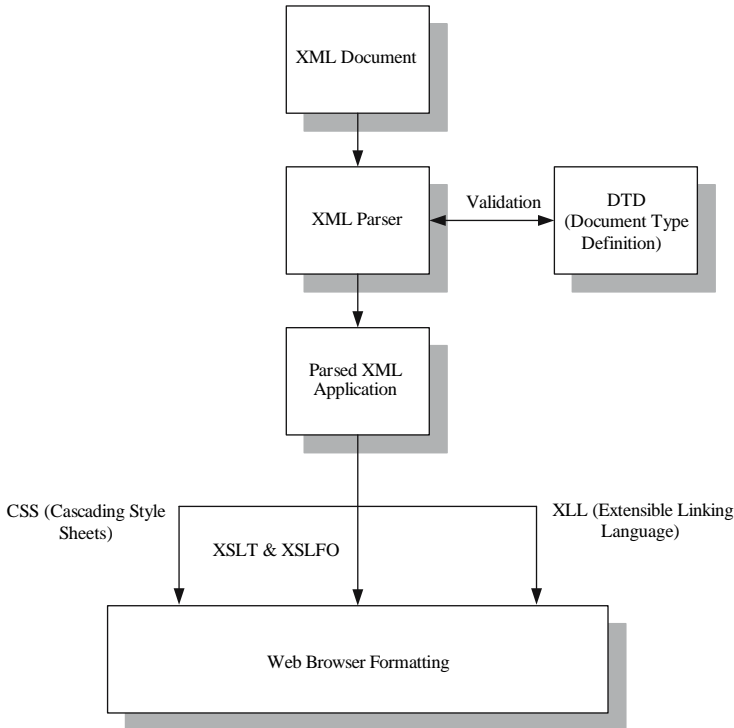 XML Document
XML Parser
Validation
DTD
(Document Type
Definition)
Parsed XML
Application
CSS (Cascading Style
Sheets)
XSLT & XSLFO
XLL (Extensible Linking
Language)
Web Browser Formatting